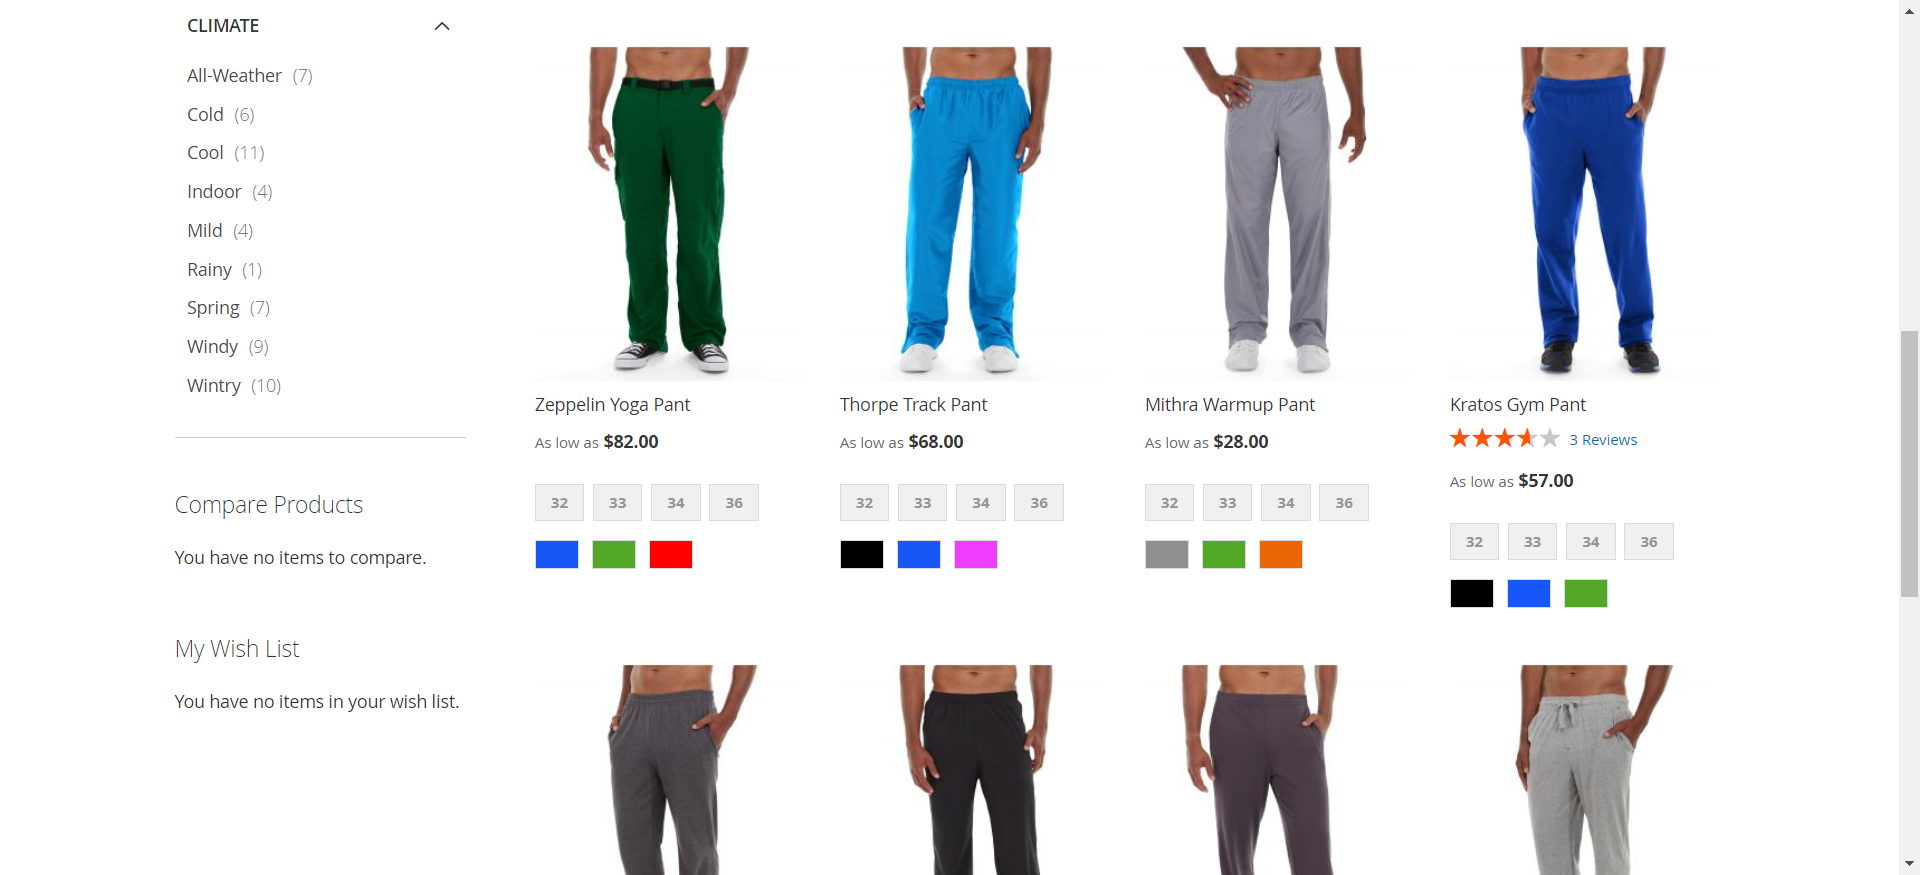 CLIMATE
All-Weather (7)
Cold (6)
Cool (11)
Indoor (4)
Mild (4)
Rainy (1)
Spring (7)
Windy (9)
Wintry (10)
Compare Products
You have no items to compare.
My Wish List
You have no items in your wish list.
Zeppelin Yoga Pant
As low as $82.00
32 33 34 36
Thorpe Track Pant
As low as $68.00
32 33 34 36
Mithra Warmup Pant
As low as $28.00
32 33 34 36
Kratos Gym Pant
3 Reviews
As low as $57.00
32 33 34 36